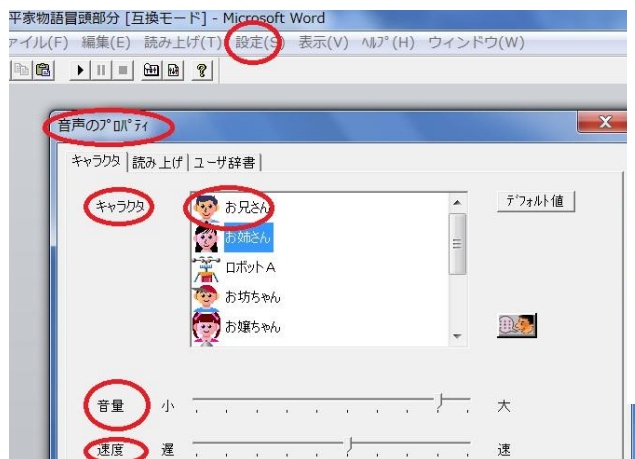 平家物語冒頭部分 [互換モード] - Microsoft Word
ァイル(F) 編集(E) 読み上げ(T) 設定(S) 表示(V) ﾍﾙﾌﾟ(H) ウィンドウ(W)
音声のﾌﾟﾛﾊﾟﾃｨ
キャラクタ 読み上げ ユーザ辞書
キャラクタ
お兄さん
デフォルト値
お姉さん
ロボットA
お坊ちゃん
お嬢ちゃん
音量 小 大
速度 遅 速